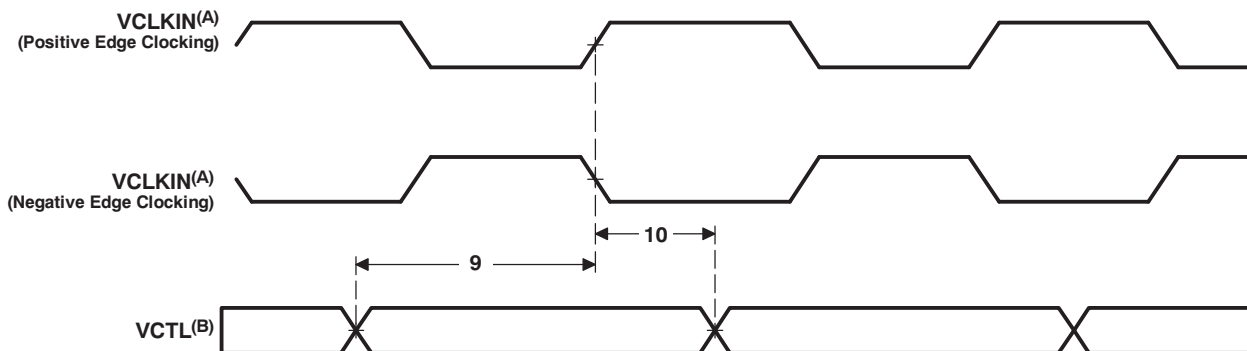 VCLKIN(A)
(Positive Edge Clocking)
VCLKIN(A)
(Negative Edge Clocking)
10
9
VCTL(B)